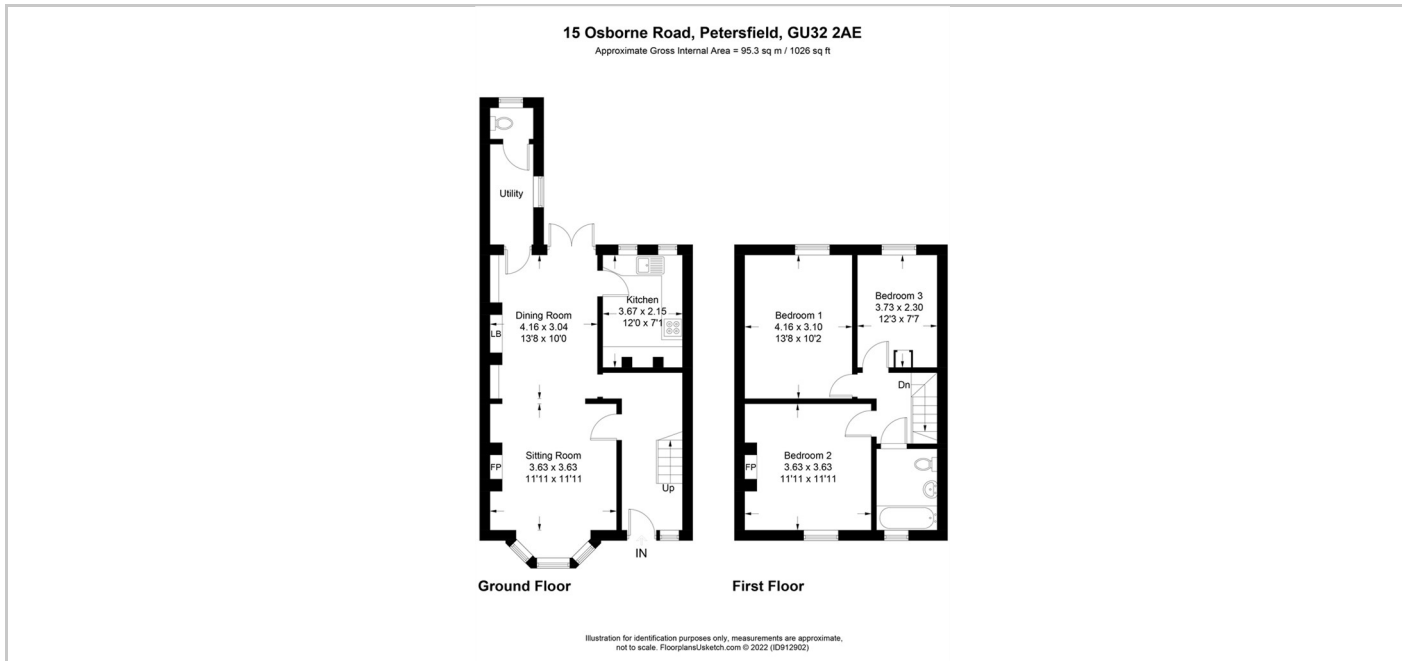 15 Osborne Road, Petersfield, GU32 2AE
Approximate Gross Internal Area = 95.3 sq m / 1026 sq ft
Utility
Dining Room
4.16 x 3.04
13'8 x 10'0
LB
Kitchen
3.67 x 2.15
12'0 x 7'1
Sitting Room
3.63 x 3.63
11'11 x 11'11
FP
Up
IN
Ground Floor
Bedroom 1
4.16 x 3.10
13'8 x 10'2
Bedroom 3
3.73 x 2.30
12'3 x 7'7
Dn
Bedroom 2
3.63 x 3.63
11'11 x 11'11
FP
First Floor
Illustration for identification purposes only, measurements are approximate,
not to scale. FloorplansUsketch.com © 2022 (ID912902)